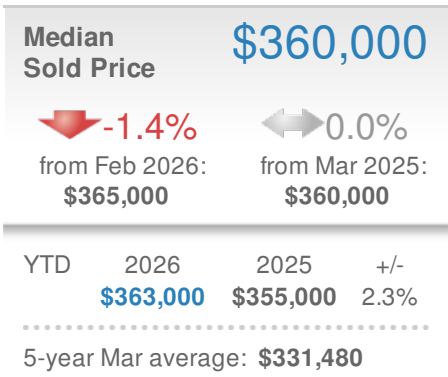 Median
Sold Price
$360,000
-1.4%
0.0%
from Feb 2026:
from Mar 2025:
$365,000
$360,000
YTD 2026 2025 +/-
$363,000 $355,000 2.3%
5-year Mar average: $331,480